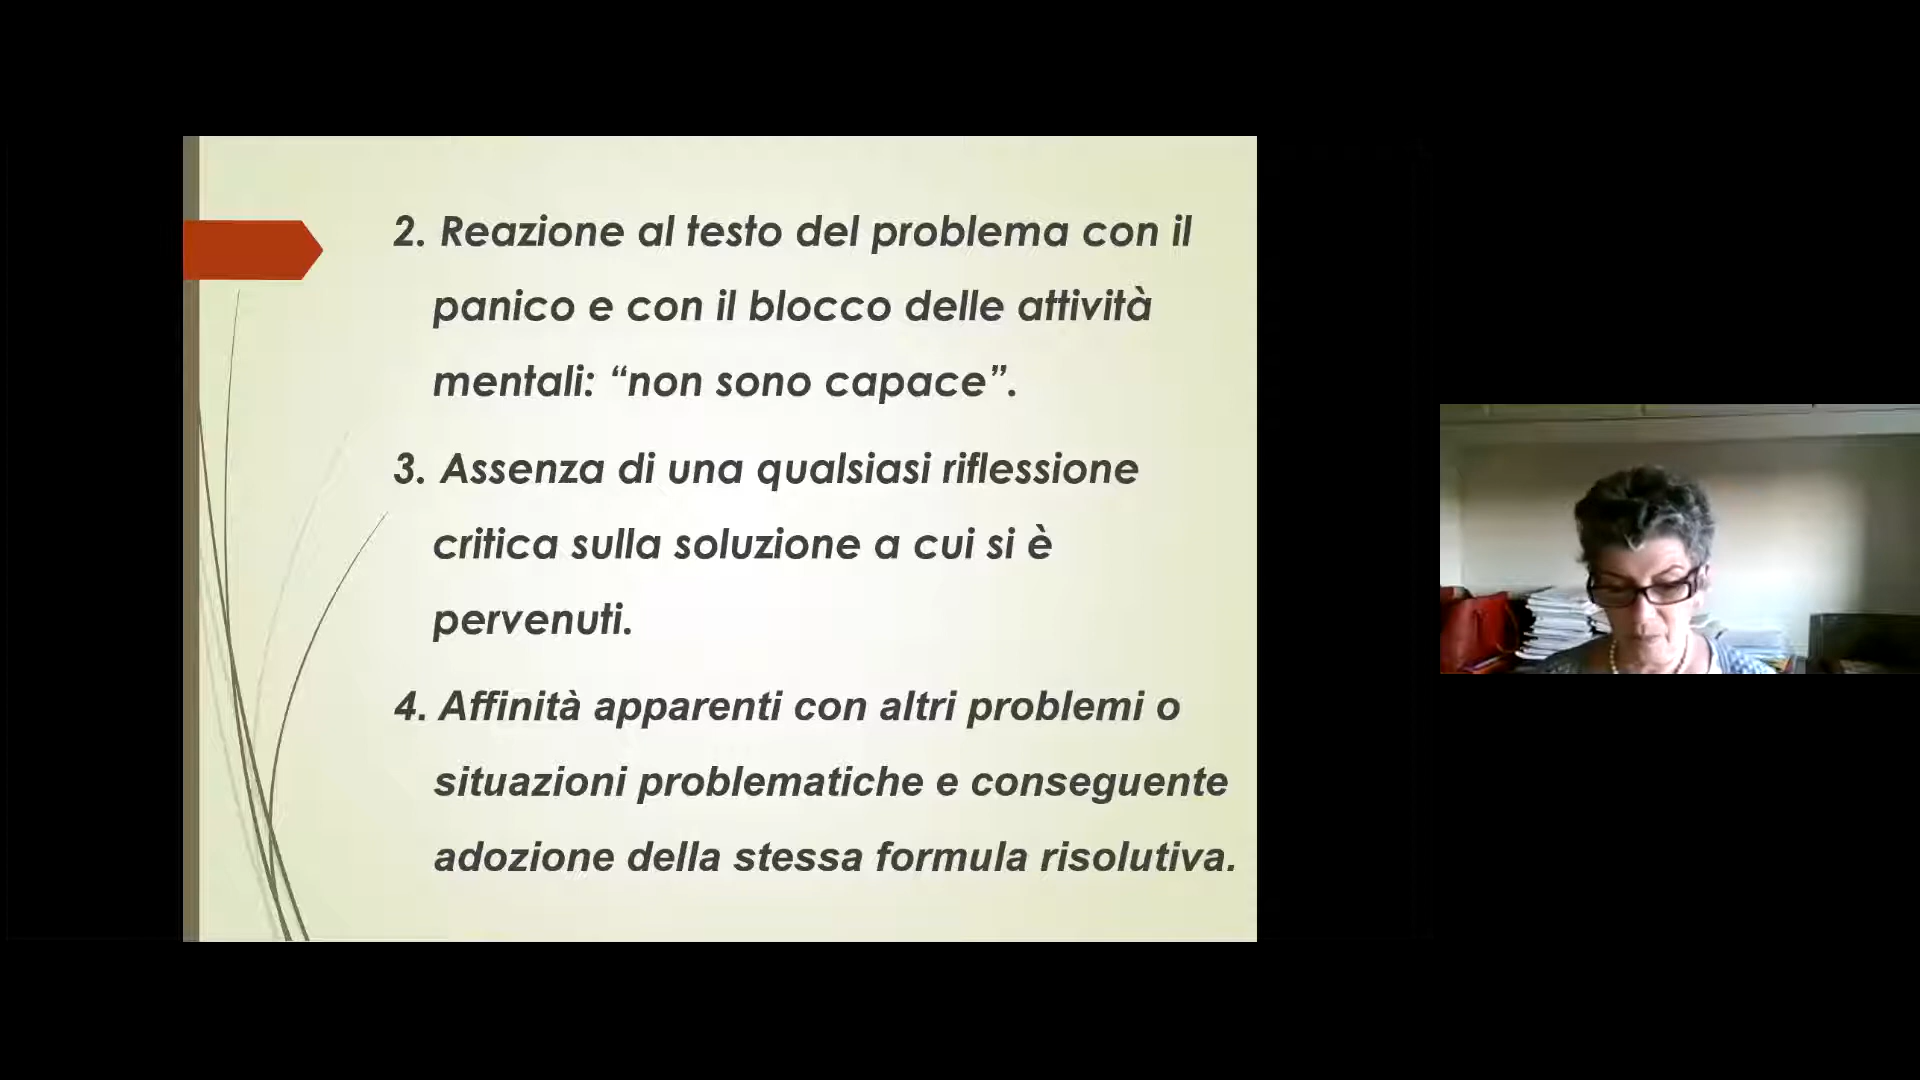 2. Reazione al testo del problema con il
panico e con il blocco delle attività
mentali: “non sono capace”.
3. Assenza di una qualsiasi riflessione
critica sulla soluzione a cui si è
pervenuti.
4. Affinità apparenti con altri problemi o
situazioni problematiche e conseguente
adozione della stessa formula risolutiva.